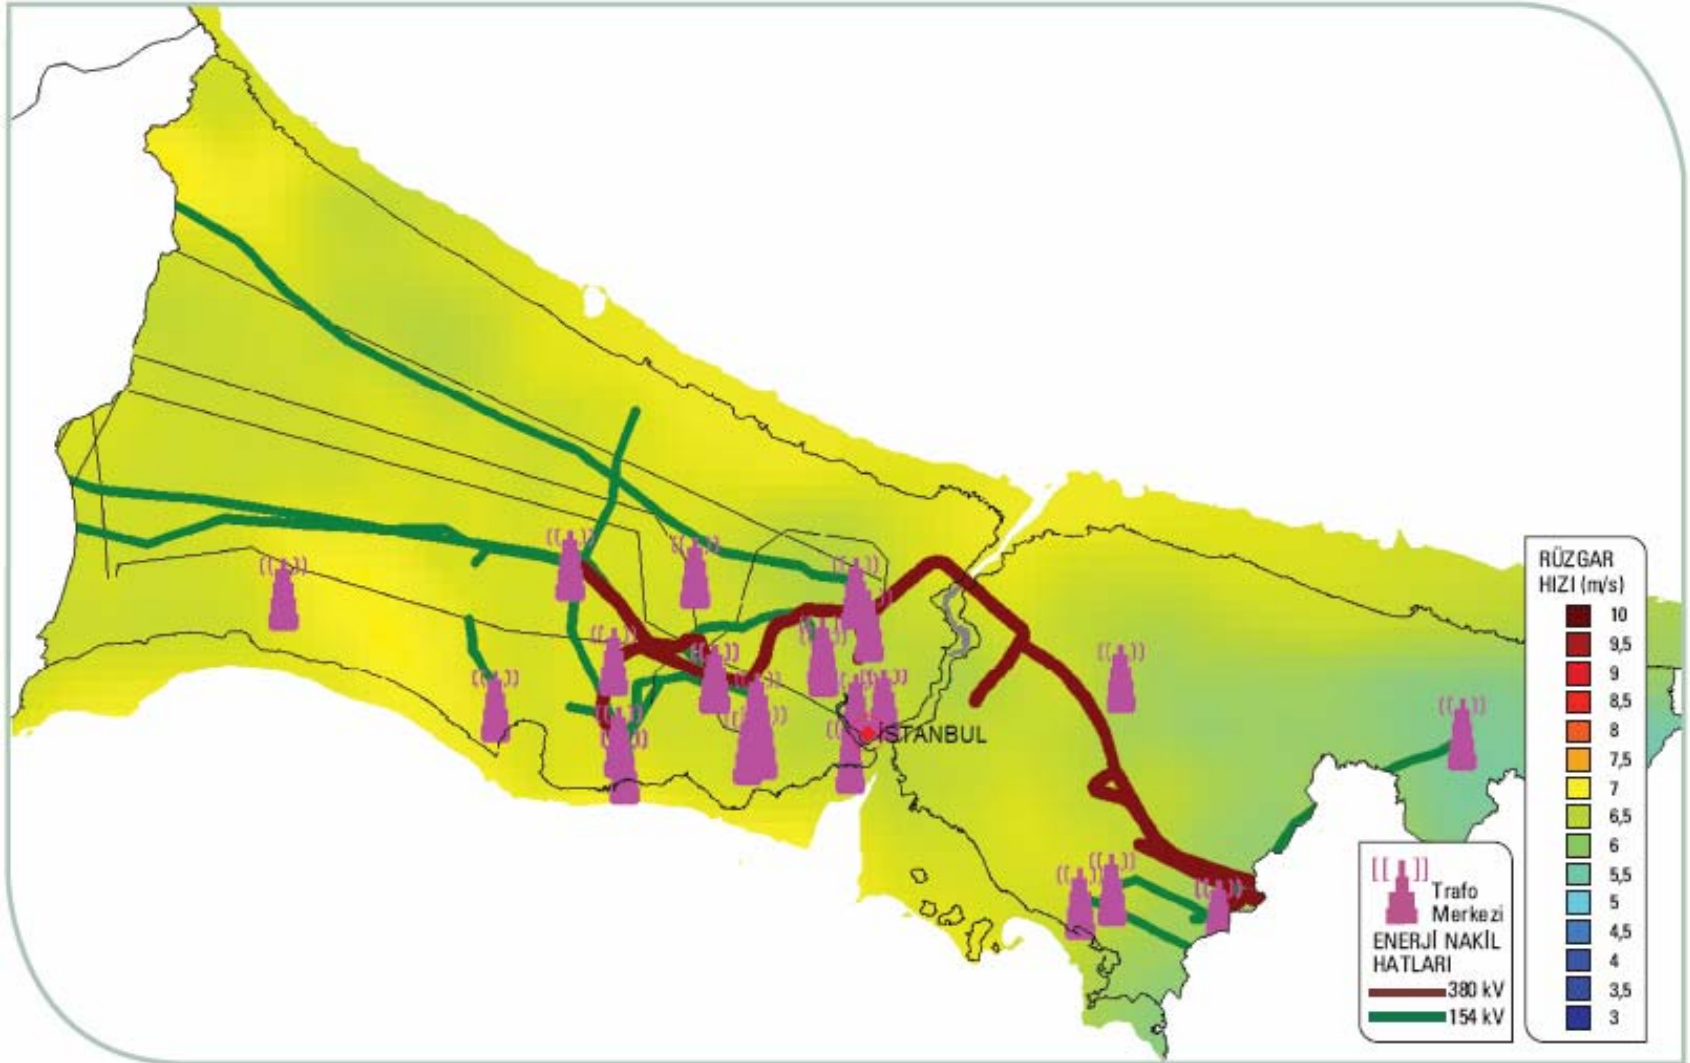 İSTANBUL
RÜZGAR
HIZI (m/s)
10
9,5
9
8,5
8
7,5
7
6,5
6
5,5
5
4,5
4
3,5
3
Trafo
Merkezi
ENERJİ NAKİL
HATLARI
380 kV
154 kV